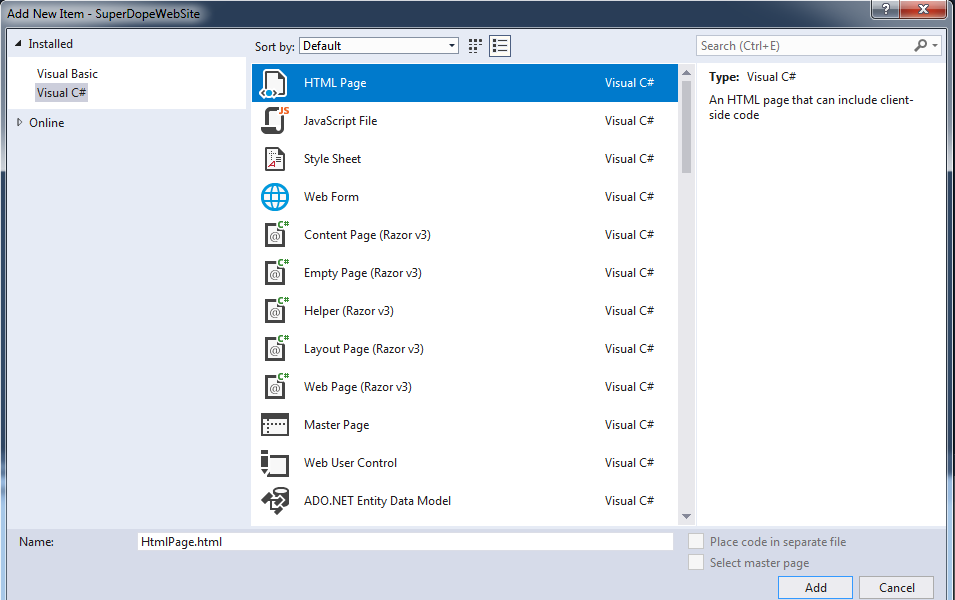 Add New Item - SuperDopeWebSite
?
Installed
Sort by: Default
Search (Ctrl+E)
Visual Basic
Visual C#
Online
HTML Page Visual C#
JS
JavaScript File Visual C#
Style Sheet Visual C#
Web Form Visual C#
C#
@
Content Page (Razor v3) Visual C#
C#
@
Empty Page (Razor v3) Visual C#
C#
@
Helper (Razor v3) Visual C#
C#
@
Layout Page (Razor v3) Visual C#
C#
@
Web Page (Razor v3) Visual C#
Master Page Visual C#
Web User Control Visual C#
ADO.NET Entity Data Model Visual C#
Type: Visual C#
An HTML page that can include client-
side code
Name: HtmlPage.html
Place code in separate file
Select master page
Add Cancel